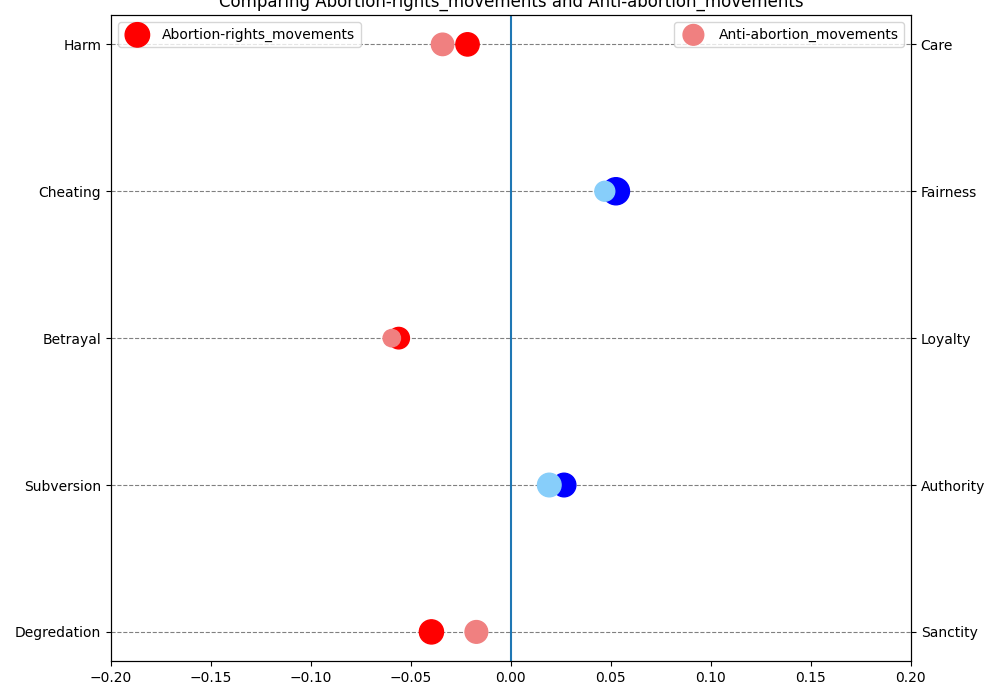 Comparing Abortion-rights_movements and Anti-abortion_movements
Abortion-rights_movements
Anti-abortion_movements
Harm
Care
Cheating
Fairness
Betrayal
Loyalty
Subversion
Authority
Degredation
Sanctity
−0.20 −0.15 −0.10 −0.05 0.00 0.05 0.10 0.15 0.20